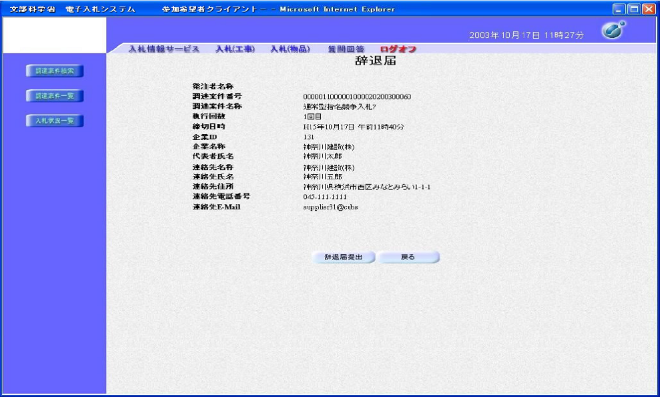 文部科学省　電子入札システム　　参加希望者クライアント－ - Microsoft Internet Explorer
2003年10月17日 11時27分
入札情報サービス　入札(工事)　入札(物品)　質問回答　ログオフ
辞退届
調達案件検索
調達案件一覧
入札状況一覧
発注者名称
調達案件番号
調達案件名称　通常型指名競争入札?
執行回数　1回目
締切日時　H15年10月17日 午前11時40分
企業ID　131
企業名称　神奈川建設(株)
代表者氏名　神奈川太郎
連絡先名称　神奈川建設(株)
連絡先氏名　神奈川五郎
連絡先住所　神奈川県横浜市西区みなとみらい1-1-1
連絡先電話番号　045-111-1111
連絡先E-Mail
辞退届提出　戻る